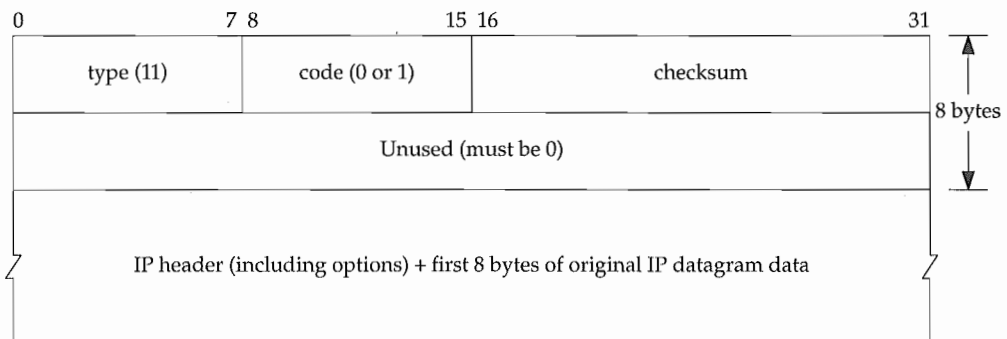 0 7 8 15 16 31
type (11) code (0 or 1) checksum
8 bytes
Unused (must be 0)
IP header (including options) + first 8 bytes of original IP datagram data